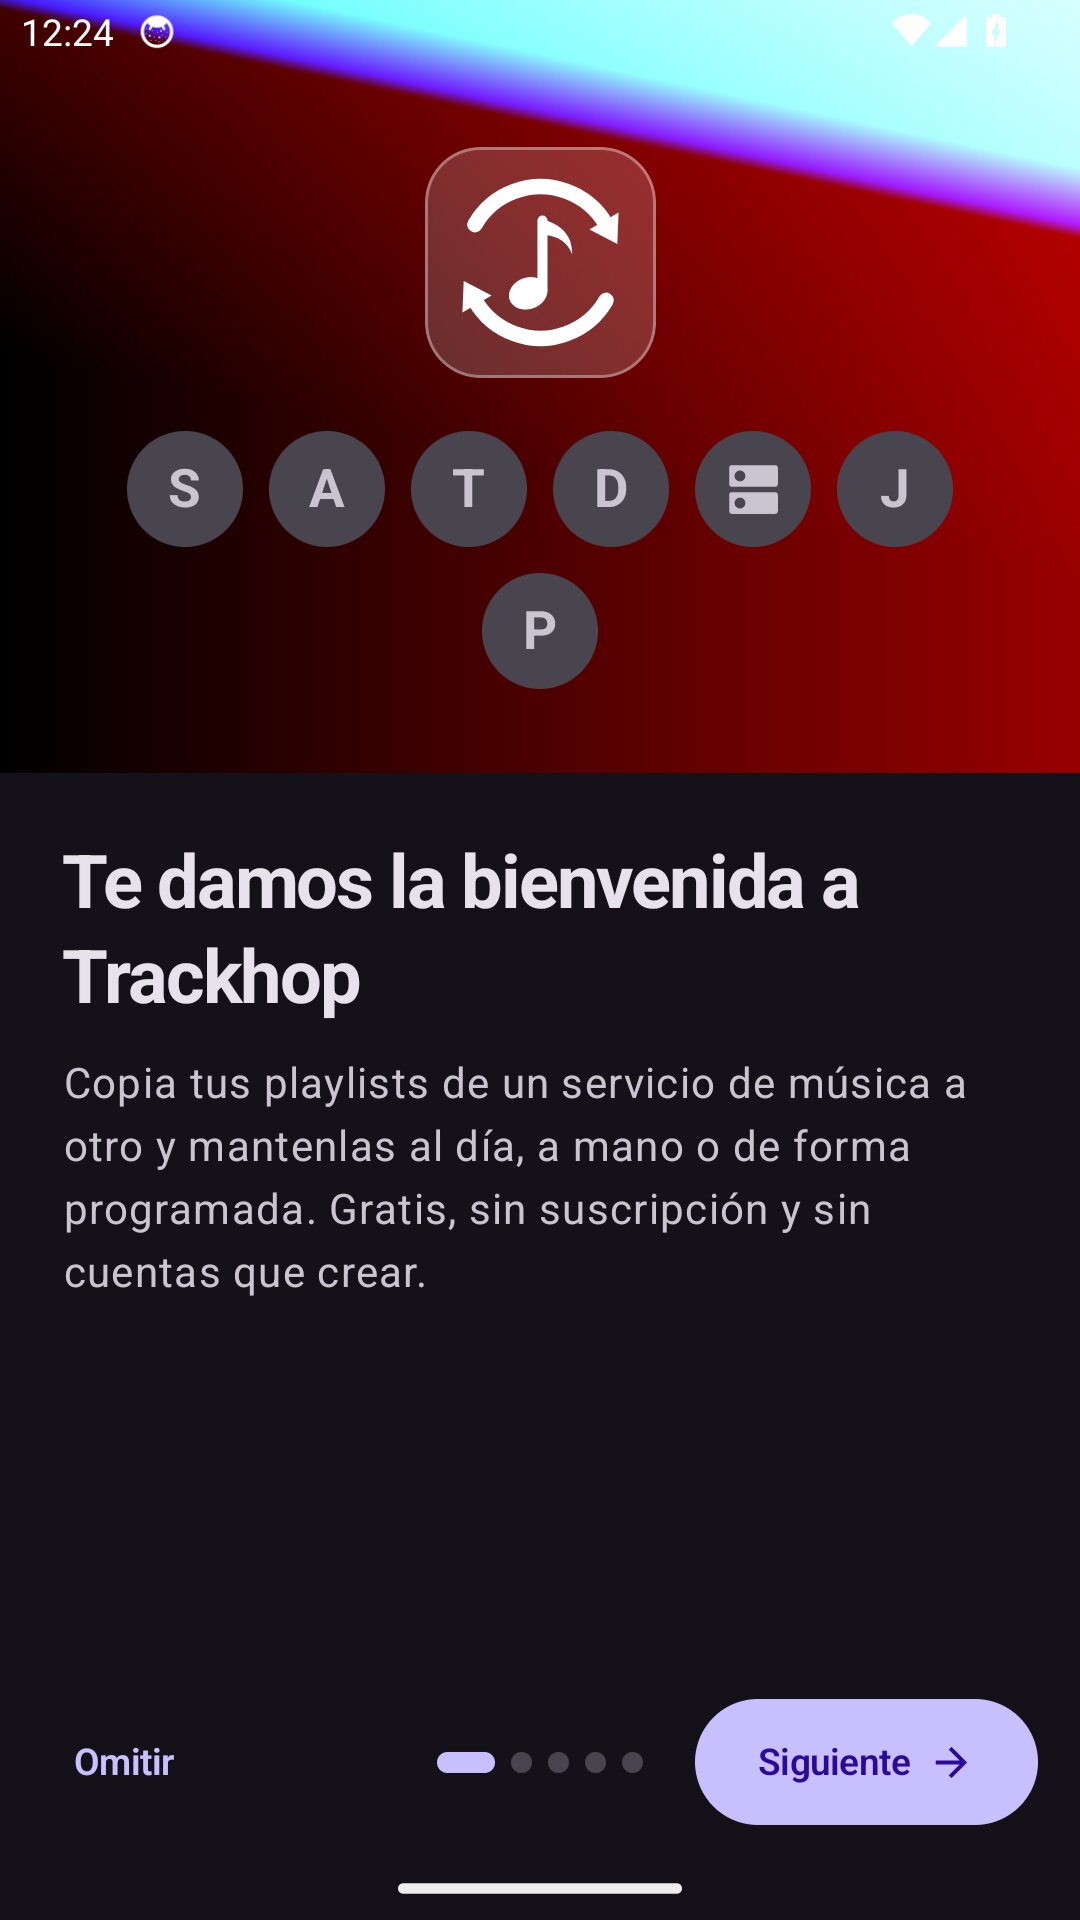 12:24
S A T D J
P
Te damos la bienvenida a
Trackhop
Copia tus playlists de un servicio de música a
otro y mantenlas al día, a mano o de forma
programada. Gratis, sin suscripción y sin
cuentas que crear.
Omitir
Siguiente